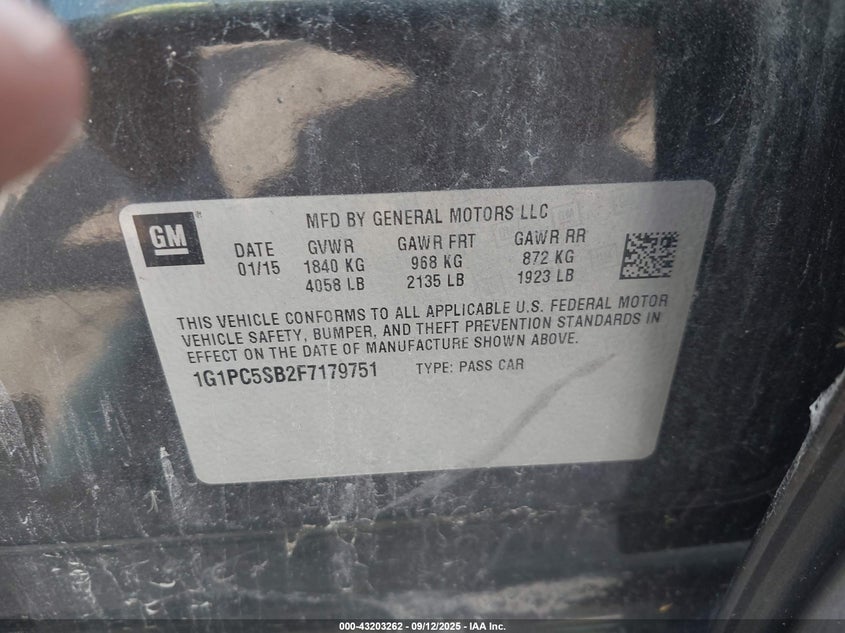 GM
MFD BY GENERAL MOTORS LLC
DATE GVWR GAWR FRT GAWR RR
01/15 1840 KG 968 KG 872 KG
4058 LB 2135 LB 1923 LB
THIS VEHICLE CONFORMS TO ALL APPLICABLE U.S. FEDERAL MOTOR
VEHICLE SAFETY, BUMPER, AND THEFT PREVENTION STANDARDS IN
EFFECT ON THE DATE OF MANUFACTURE SHOWN ABOVE.
1G1PC5SB2F7179751 TYPE: PASS CAR
000-43203262 - 09/12/2025 - IAA Inc.